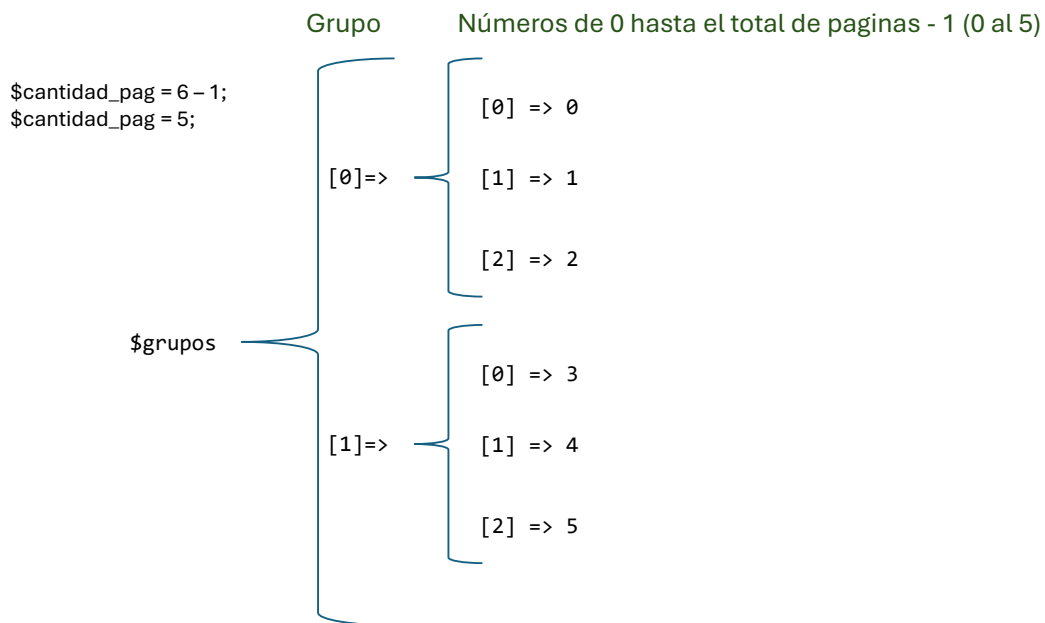 Grupo
Números de 0 hasta el total de paginas - 1 (0 al 5)
$cantidad_pag = 6 – 1;
$cantidad_pag = 5;
[0] => 0
[0]=>
[1] => 1
[2] => 2
$grupos
[0] => 3
[1]=>
[1] => 4
[2] => 5